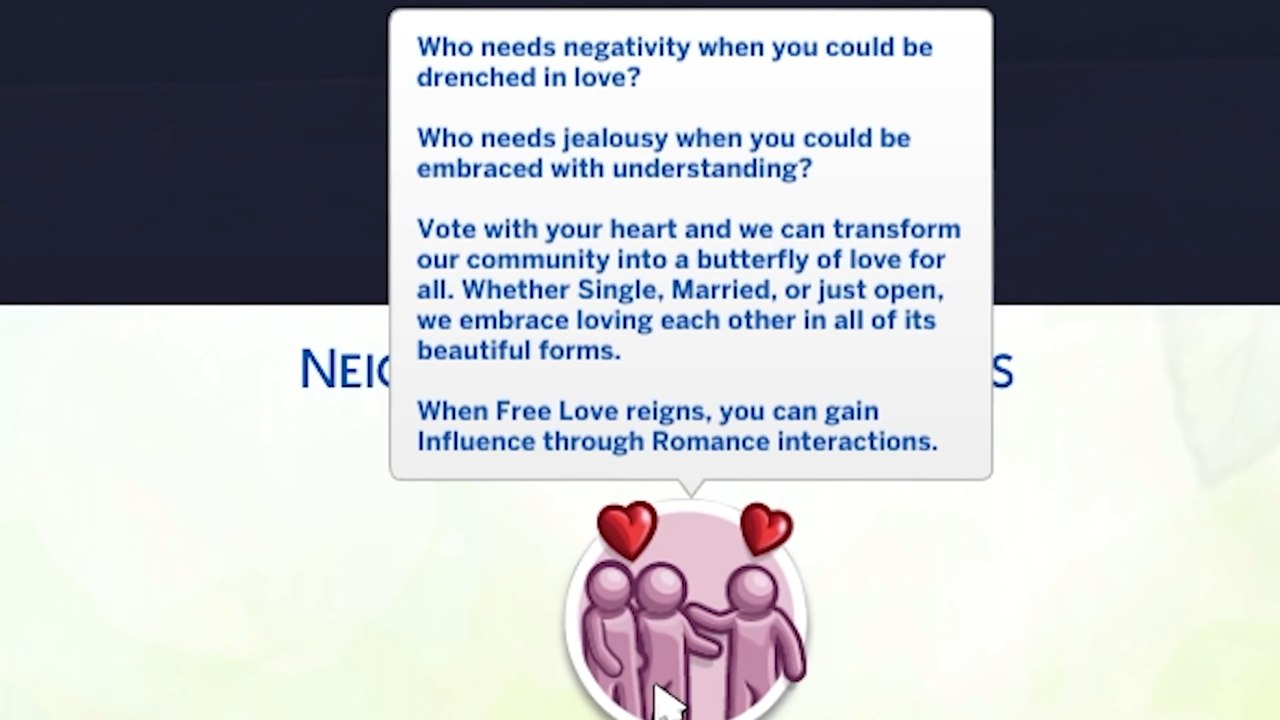 Who needs negativity when you could be
drenched in love?
Who needs jealousy when you could be
embraced with understanding?
Vote with your heart and we can transform
our community into a butterfly of love for
all. Whether Single, Married, or just open,
we embrace loving each other in all of its
beautiful forms.
When Free Love reigns, you can gain
Influence through Romance interactions.